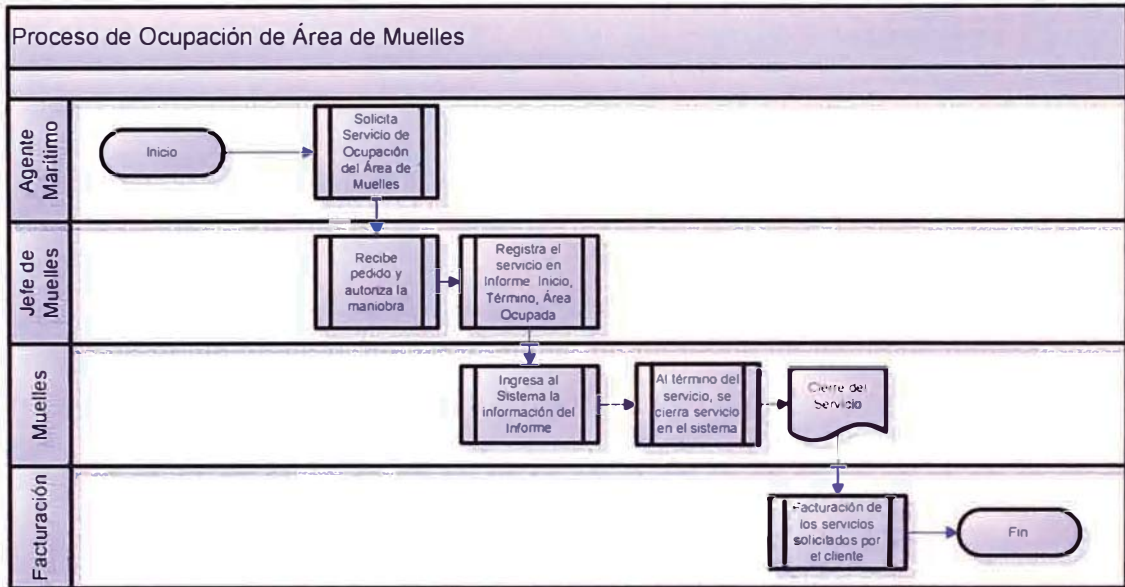 Proceso de Ocupación de Área de Muelles
Agente
Marítimo
Inicio
Solicita
Servicio de
Ocupación
del Área de
Muelles
Jefe de
Muelles
Recibe
pedido y
autoriza la
maniobra
Registra el
servicio en
Informe Inicio,
Término, Área
Ocupada
Muelles
Ingresa al
Sistema la
información del
Informe
Al término del
servicio, se
cierra servicio
en el sistema
Cierre del
Servicio
Facturación
Facturación de
los servicios
solicitados por
el cliente
Fin